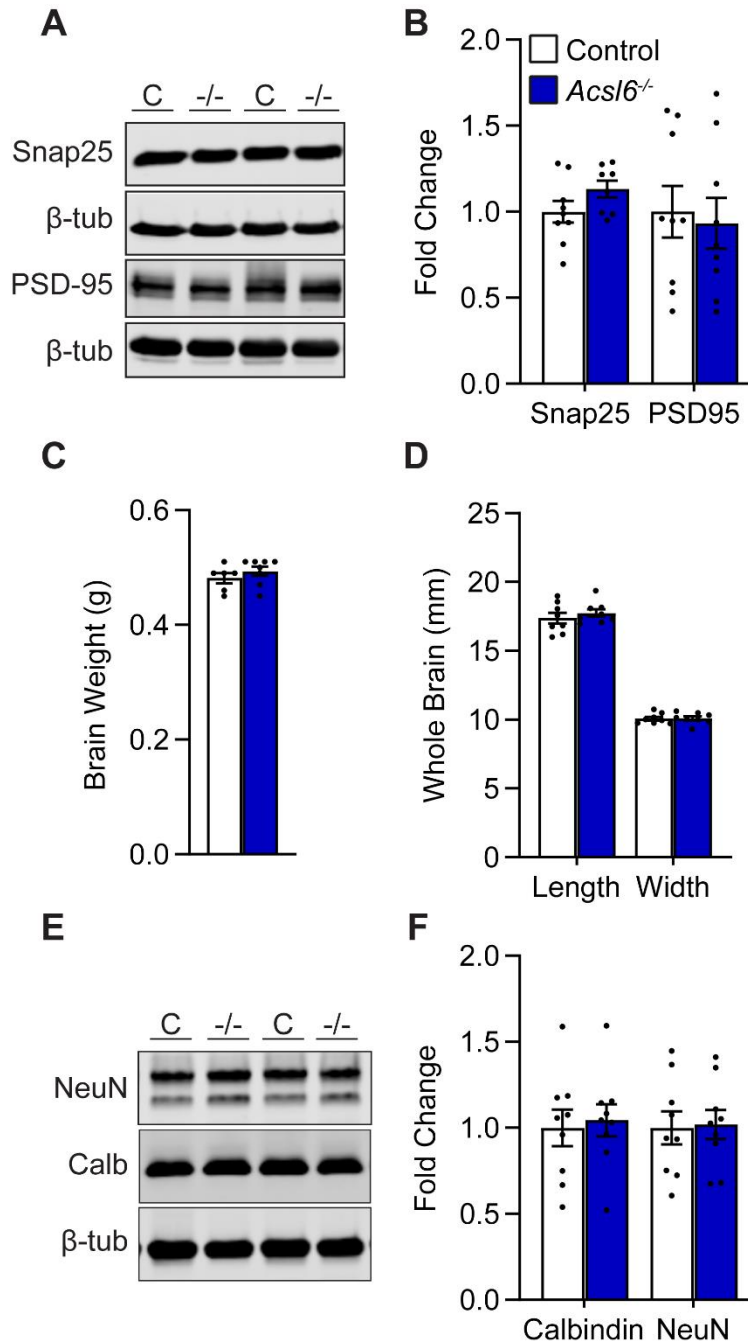 A
C -/- C -/-
Snap25
β-tub
PSD-95
β-tub
B
Control
Acsl6-/-
Fold Change
2.0
1.5
1.0
0.5
0.0
Snap25 PSD95
C
Brain Weight (g)
0.6
0.4
0.2
0.0
D
Whole Brain (mm)
25
20
15
10
5
0
Length Width
E
C -/- C -/-
NeuN
Calb
β-tub
F
Fold Change
2.0
1.5
1.0
0.5
0.0
Calbindin NeuN